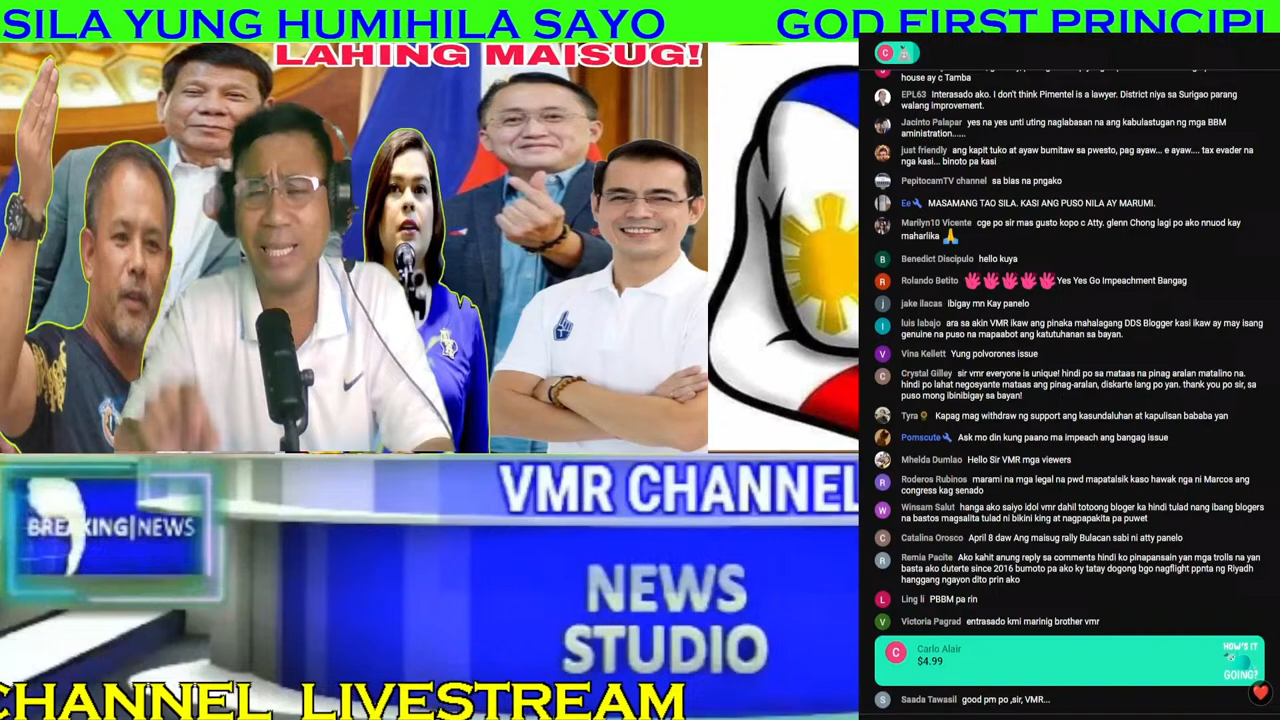 SILA YUNG HUMIHILA SAYO
GOD FIRST PRINCIPI
LAHING MAISUG!
BREAKING|NEWS
VMR CHANNEL
NEWS
STUDIO
CHANNEL LIVESTREAM
house ay c Tamba
EPL63 Interasado ako. I don't think Pimentel is a lawyer. District niya sa Surigao parang
walang improvement.
Jacinto Palapar yes na yes unti uting naglabasan na ang kabulastugan ng mga BBM
aministration......
just friendly ang kapit tuko at ayaw bumitaw sa pwesto, pag ayaw... e ayaw.... tax evader na
nga kasi... binoto pa kasi
PepitocamTV channel sa bias na pngako
Ee MASAMANG TAO SILA. KASI ANG PUSO NILA AY MARUMI.
Marilyn10 Vicente cge po sir mas gusto kopo c Atty. glenn Chong lagi po ako nnuod kay
maharlika 🙏
Benedict Discipulo hello kuya
Rolando Betito Yes Yes Go Impeachment Bangag
jake ilacas ibigay mn Kay panelo
luis labajo ara sa akin VMR ikaw ang pinaka mahalagang DDS Blogger kasi ikaw ay may isang
genuine na puso na mapaabot ang katutuhanan sa bayan.
Vina Kellett Yung polvorones issue
Crystal Gilley sir vmr everyone is unique! hindi po sa mataas na pinag aralan matalino na.
hindi po lahat negosyante mataas ang pinag-aralan, diskarte lang po yan. thank you po sir, sa
puso mong ibinibigay sa bayan!
Tyra🌻 Kapag mag withdraw ng support ang kasundaluhan at kapulisan bababa yan
Pomscute Ask mo din kung paano ma impeach ang bangag issue
Mhelda Dumlao Hello Sir VMR mga viewers
Roderos Rubinos marami na mga legal na pwd mapatalsik kaso hawak nga ni Marcos ang
congress kag senado
Winsam Salut hanga ako saiyo idol vmr dahil totoong bloger ka hindi tulad nang ibang blogers
na bastos magsalita tulad ni bikini king at nagpapakita pa puwet
Catalina Orosco April 8 daw Ang maisug rally Bulacan sabi ni atty panelo
Remia Pacite Ako kahit anung reply sa comments hindi ko pinapansin yan mga trolls na yan
basta ako duterte since 2016 bumoto pa ako ky tatay dogong bgo nagflight ppnta ng Riyadh
hanggang ngayon dito prin ako
Ling li PBBM pa rin
Victoria Pagrad entrasado kmi marinig brother vmr
Carlo Alair
$4.99
HOW'S IT
GOING?
Saada Tawasil good pm po ,sir, VMR...